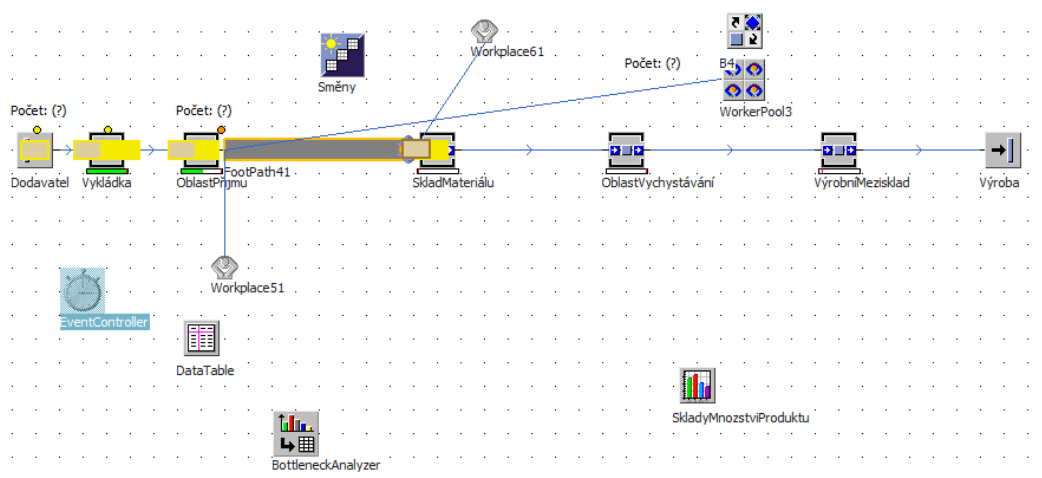 Workplace61
Počet: (?)
B4
Směny
WorkerPool3
Počet: (?)
Počet: (?)
FootPath41
Dodavatel
Vykládka
OblastPříjmu
SkladMateriálu
OblastVychystávání
VýrobníMezisklad
Výroba
Workplace51
EventController
DataTable
SkladyMnozstviProduktu
BottleneckAnalyzer